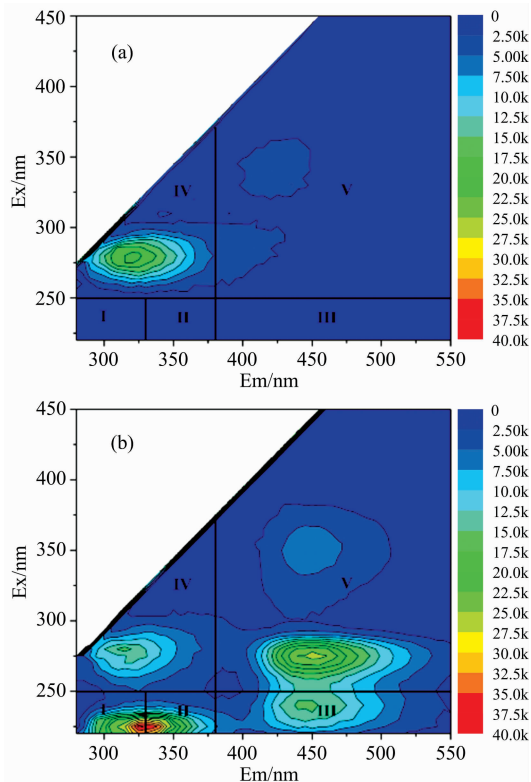 (a)
450
400
350
300
250
Ex/nm
IV
V
I
II
III
300
350
400
450
500
550
Em/nm
0
2.50k
5.00k
7.50k
10.0k
12.5k
15.0k
17.5k
20.0k
22.5k
25.0k
27.5k
30.0k
32.5k
35.0k
37.5k
40.0k
(b)
450
400
350
300
250
Ex/nm
IV
V
I
II
III
300
350
400
450
500
550
Em/nm
0
2.50k
5.00k
7.50k
10.0k
12.5k
15.0k
17.5k
20.0k
22.5k
25.0k
27.5k
30.0k
32.5k
35.0k
37.5k
40.0k